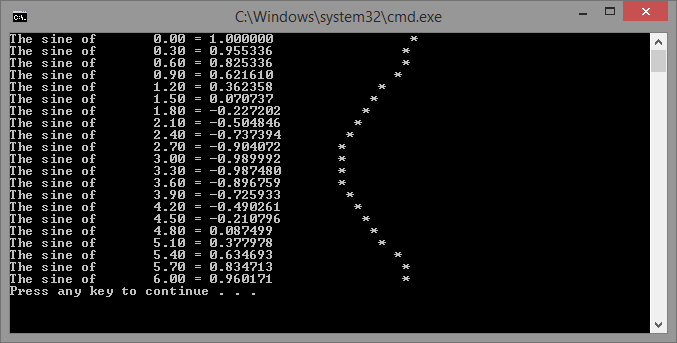 C:\Windows\system32\cmd.exe
The sine of 0.00 = 1.000000 *
The sine of 0.30 = 0.955336 *
The sine of 0.60 = 0.825336 *
The sine of 0.90 = 0.621610 *
The sine of 1.20 = 0.362358 *
The sine of 1.50 = 0.070737 *
The sine of 1.80 = -0.227202 *
The sine of 2.10 = -0.504846 *
The sine of 2.40 = -0.737394 *
The sine of 2.70 = -0.904072 *
The sine of 3.00 = -0.989992 *
The sine of 3.30 = -0.987480 *
The sine of 3.60 = -0.896759 *
The sine of 3.90 = -0.725933 *
The sine of 4.20 = -0.490261 *
The sine of 4.50 = -0.210796 *
The sine of 4.80 = 0.087499 *
The sine of 5.10 = 0.377978 *
The sine of 5.40 = 0.634693 *
The sine of 5.70 = 0.834713 *
The sine of 6.00 = 0.960171 *
Press any key to continue . . .